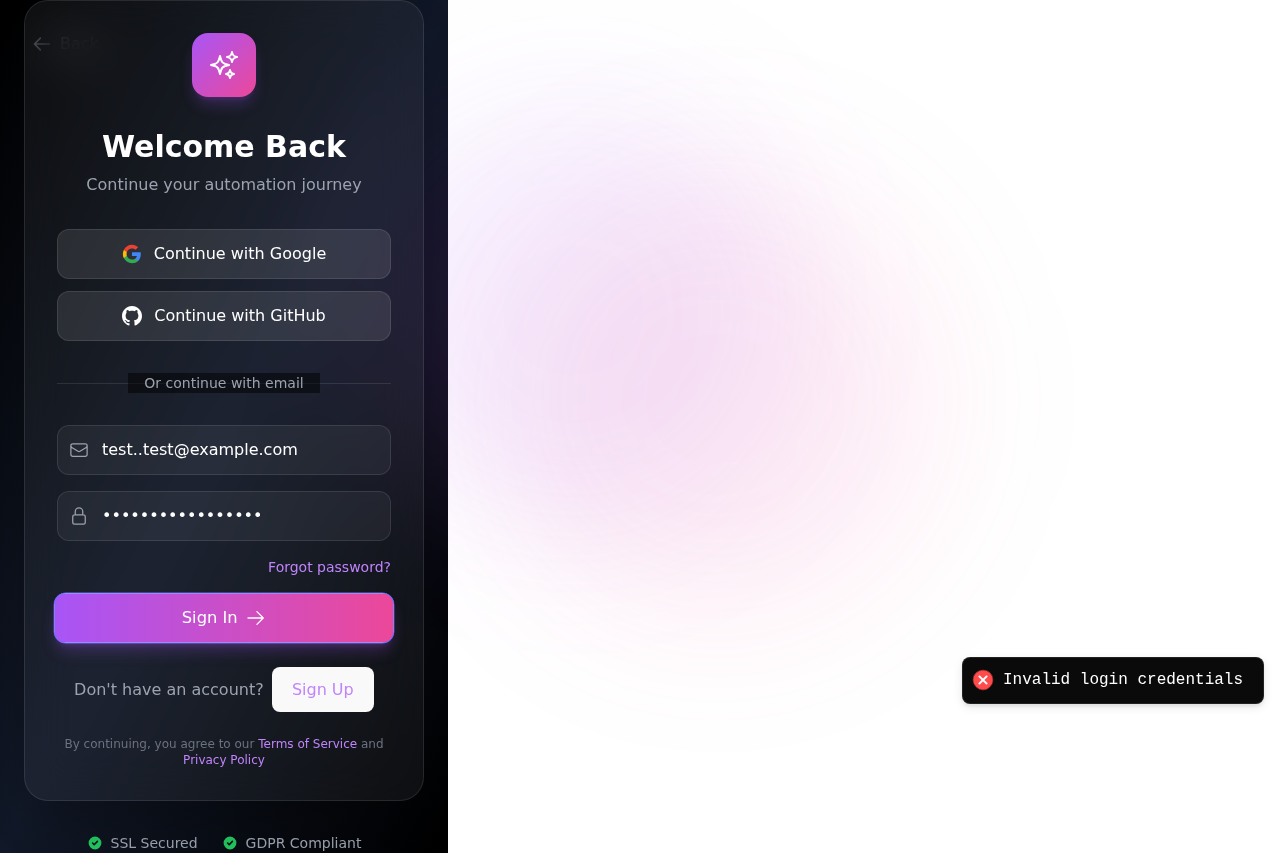 Back
Welcome Back
Continue your automation journey
Continue with Google
Continue with GitHub
Or continue with email
test..test@example.com
•••••••••••••••••
Forgot password?
Sign In
Don't have an account? Sign Up
By continuing, you agree to our Terms of Service and
Privacy Policy
SSL Secured
GDPR Compliant
Invalid login credentials